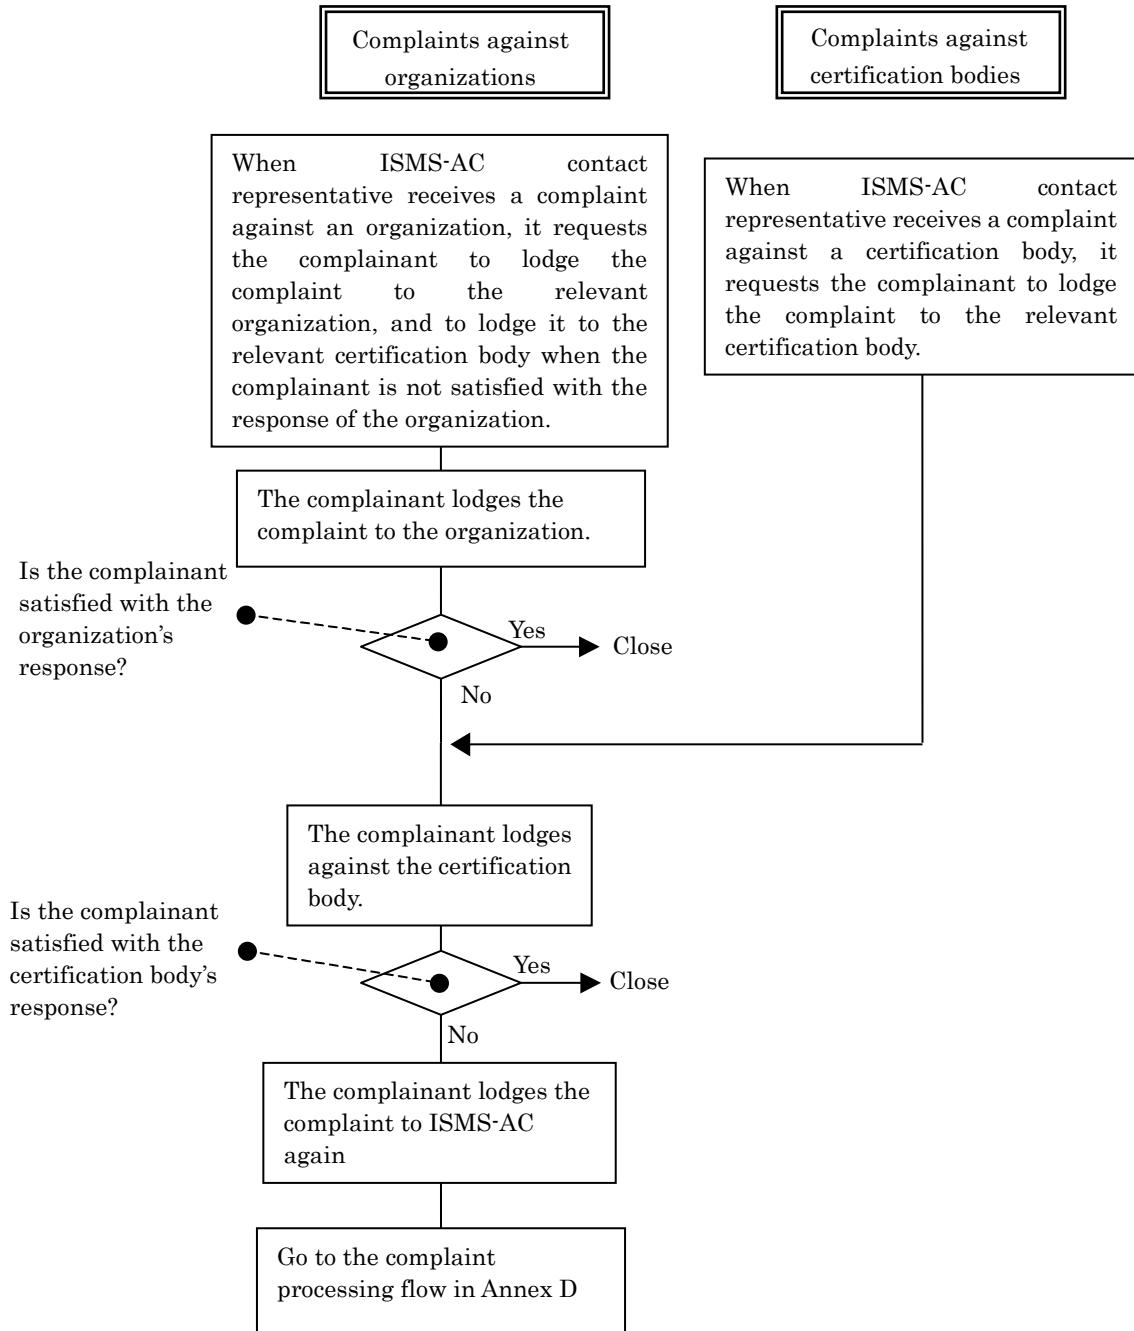 Complaints against
organizations
Complaints against
certification bodies
When ISMS-AC contact
representative receives a complaint
against an organization, it requests
the complainant to lodge the
complaint to the relevant
organization, and to lodge it to the
relevant certification body when the
complainant is not satisfied with the
response of the organization.
When ISMS-AC contact
representative receives a complaint
against a certification body, it
requests the complainant to lodge
the complaint to the relevant
certification body.
The complainant lodges the
complaint to the organization.
Is the complainant
satisfied with the
organization's
response?
Yes
Close
No
The complainant lodges
against the certification
body.
Is the complainant
satisfied with the
certification body's
response?
Yes
Close
No
The complainant lodges the
complaint to ISMS-AC
again
Go to the complaint
processing flow in Annex D